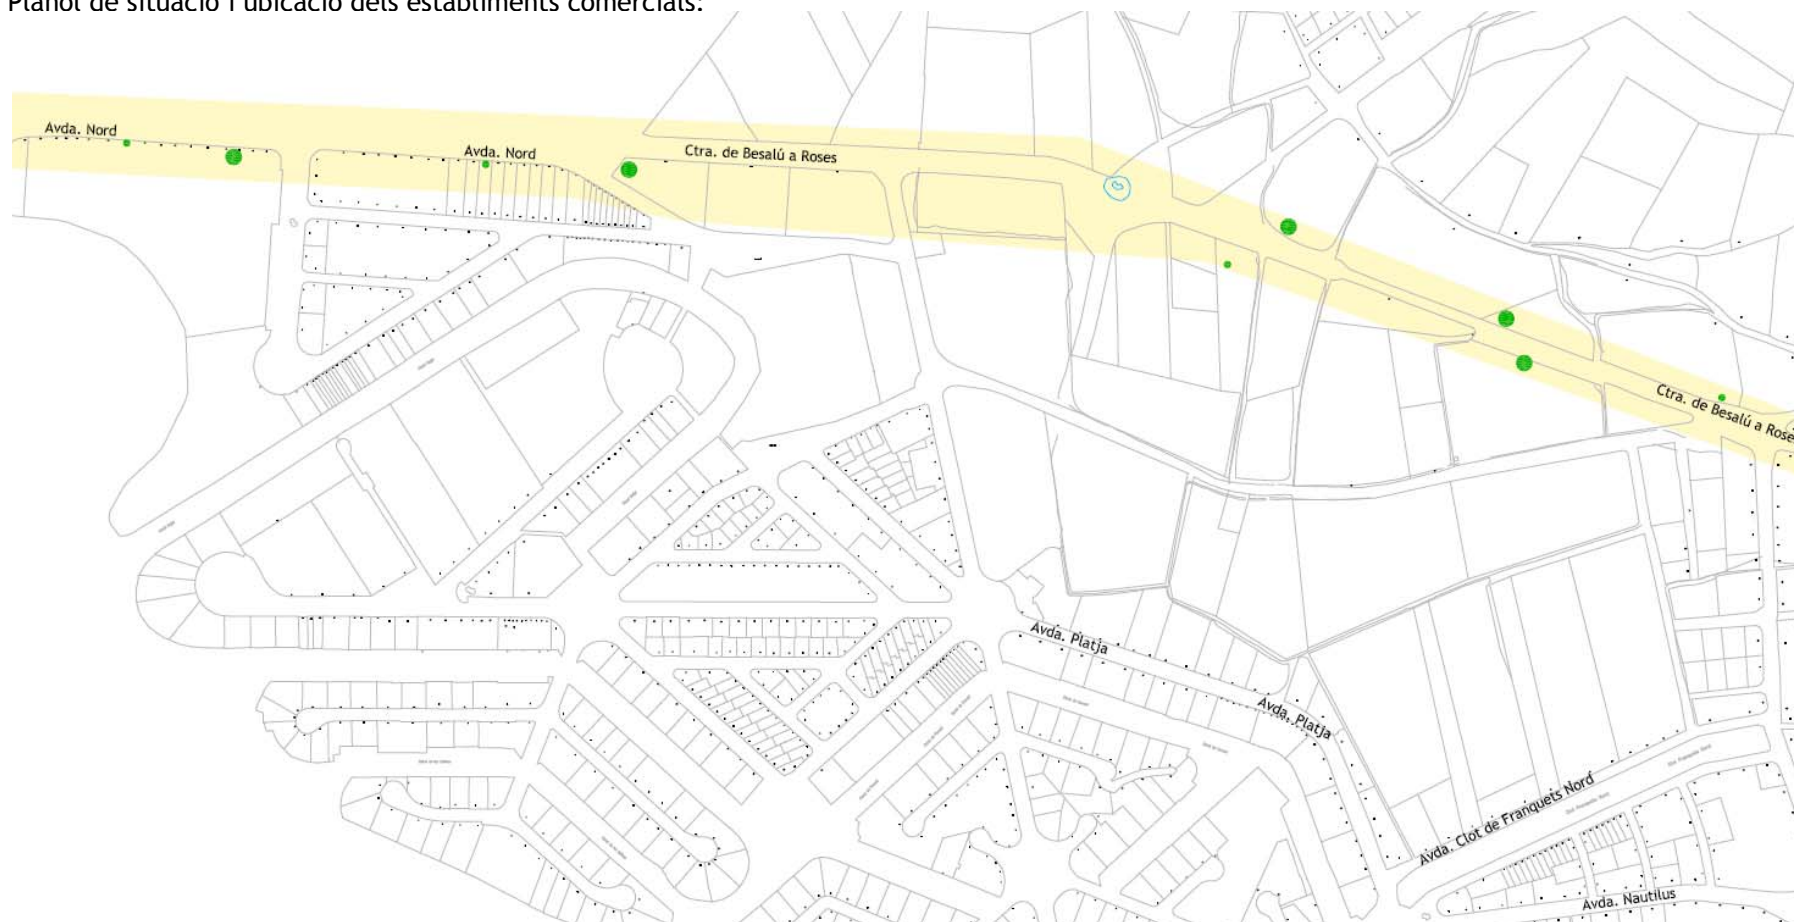 Plànol de situació i ubicació dels establiments comercials:
Avda. Nord
Avda. Nord
Ctra. de Besalú a Roses
Ctra. de Besalú a Rose
Avda. Platja
Avda. Platja
Avda. Clot de Franquets Nord
Avda. Nautilus